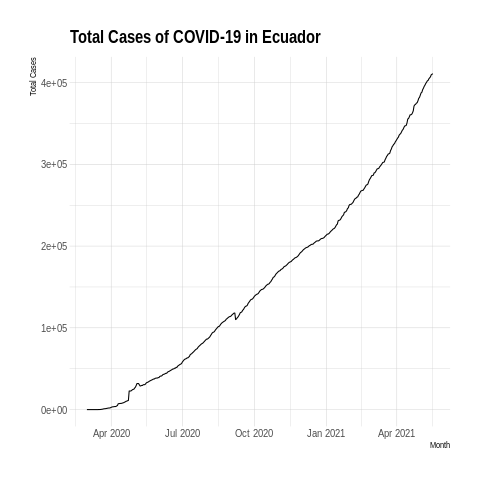 Total Cases of COVID-19 in Ecuador
Total Cases
4e+05
3e+05
2e+05
1e+05
0e+00
Apr 2020 Jul 2020 Oct 2020 Jan 2021 Apr 2021
Month